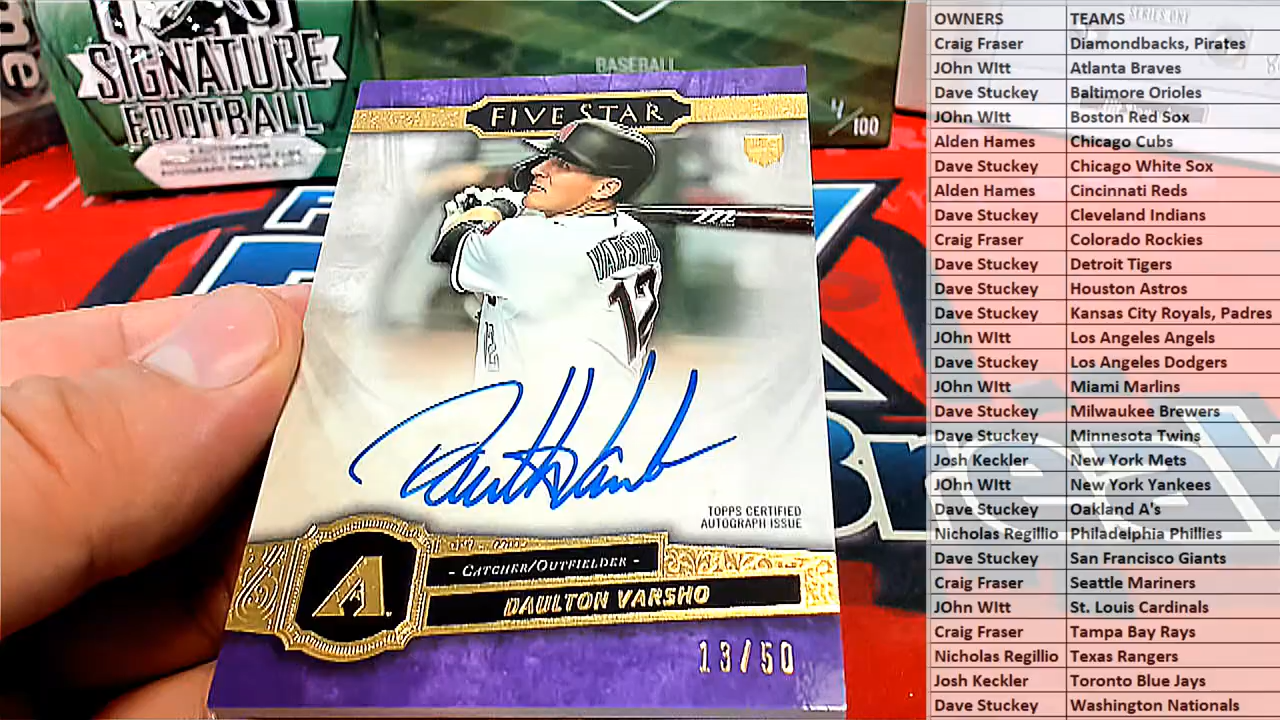 SIGNATURE
FOOTBALL
BASEBALL
4/100
SERIES ONE
FIVE STAR
m
VARSHO
12
12
TOPPS CERTIFIED
AUTOGRAPH ISSUE
A
- CATCHER/OUTFIELDER -
DAULTON VARSHO
13/50
OWNERS TEAMS
Craig Fraser Diamondbacks, Pirates
JOhn WItt Atlanta Braves
Dave Stuckey Baltimore Orioles
JOhn WItt Boston Red Sox
Alden Hames Chicago Cubs
Dave Stuckey Chicago White Sox
Alden Hames Cincinnati Reds
Dave Stuckey Cleveland Indians
Craig Fraser Colorado Rockies
Dave Stuckey Detroit Tigers
Dave Stuckey Houston Astros
Dave Stuckey Kansas City Royals, Padres
JOhn WItt Los Angeles Angels
Dave Stuckey Los Angeles Dodgers
JOhn WItt Miami Marlins
Dave Stuckey Milwaukee Brewers
Dave Stuckey Minnesota Twins
Josh Keckler New York Mets
JOhn WItt New York Yankees
Dave Stuckey Oakland A's
Nicholas Regillio Philadelphia Phillies
Dave Stuckey San Francisco Giants
Craig Fraser Seattle Mariners
JOhn WItt St. Louis Cardinals
Craig Fraser Tampa Bay Rays
Nicholas Regillio Texas Rangers
Josh Keckler Toronto Blue Jays
Dave Stuckey Washington Nationals